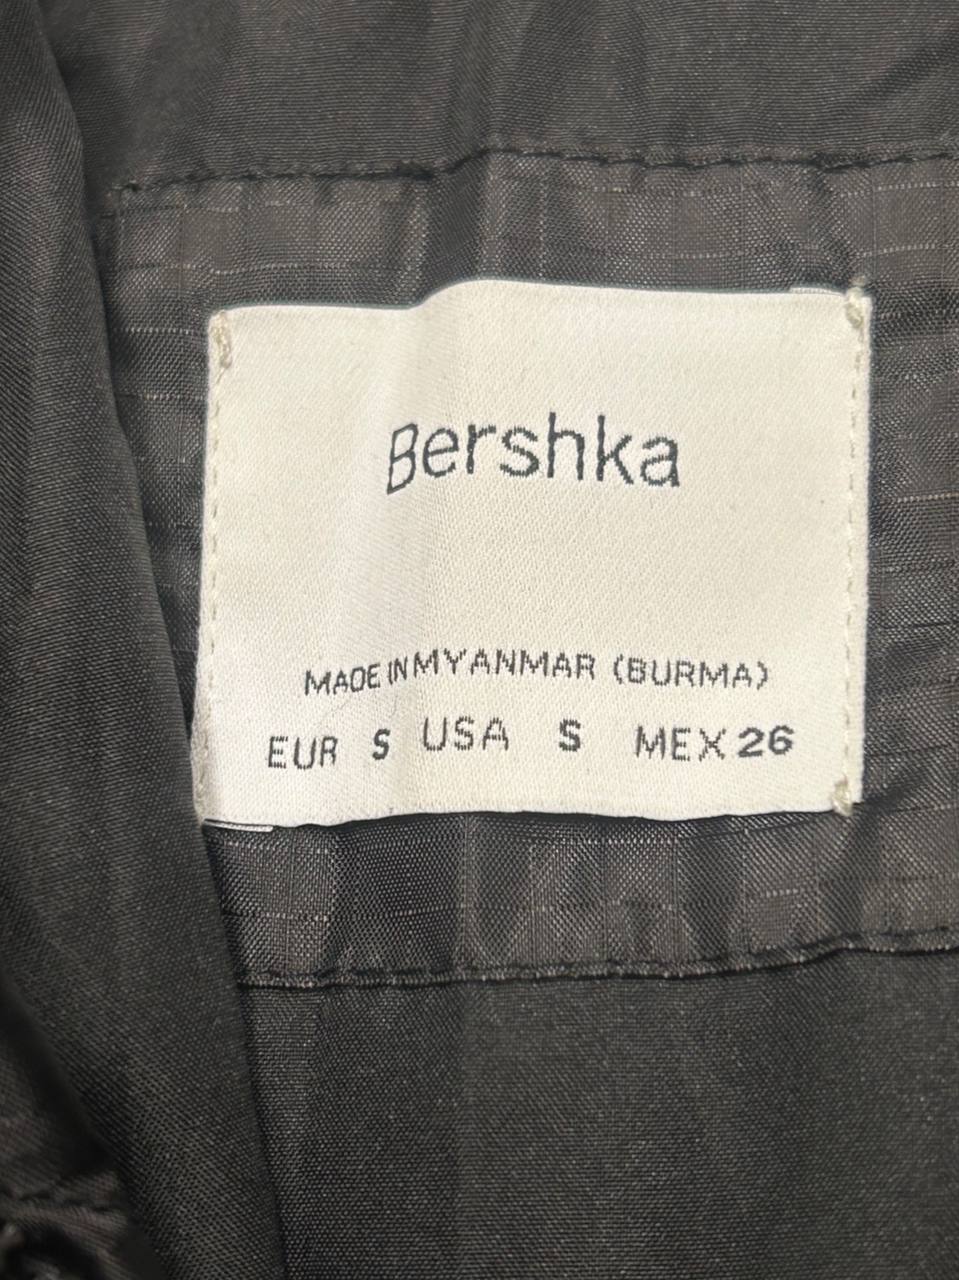 Bershka
MADE IN MYANMAR (BURMA)
EUR S USA S MEX 26